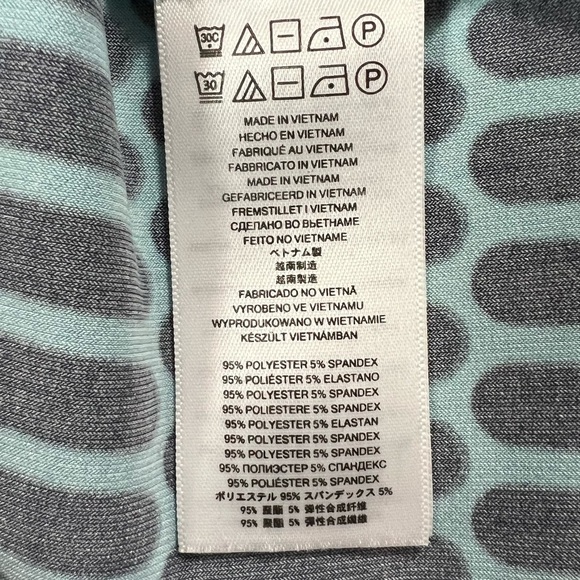 30C P
30 P
MADE IN VIETNAM
HECHO EN VIETNAM
FABRIQUÉ AU VIETNAM
FABBRICATO IN VIETNAM
MADE IN VIETNAM
GEFABRICEERD IN VIETNAM
FREMSTILLET I VIETNAM
СДЕЛАНО ВО ВЬЕТНАМЕ
FEITO NO VIETNAME
ベトナム製
越南制造
越南製造
FABRICADO NO VIETNÃ
VYROBENO VE VIETNAMU
WYPRODUKOWANO W WIETNAMIE
KÉSZÜLT VIETNÁMBAN
95% POLYESTER 5% SPANDEX
95% POLIÉSTER 5% ELASTANO
95% POLYESTER 5% SPANDEX
95% POLIESTERE 5% SPANDEX
95% POLYESTER 5% ELASTAN
95% POLYESTER 5% SPANDEX
95% POLYESTER 5% SPANDEX
95% ПОЛИЭСТЕР 5% СПАНДЕКС
95% POLIÉSTER 5% SPANDEX
ポリエステル 95% スパンデックス 5%
95% 聚酯 5% 弹性合成纤维
95% 聚酯 5% 彈性合成纖維